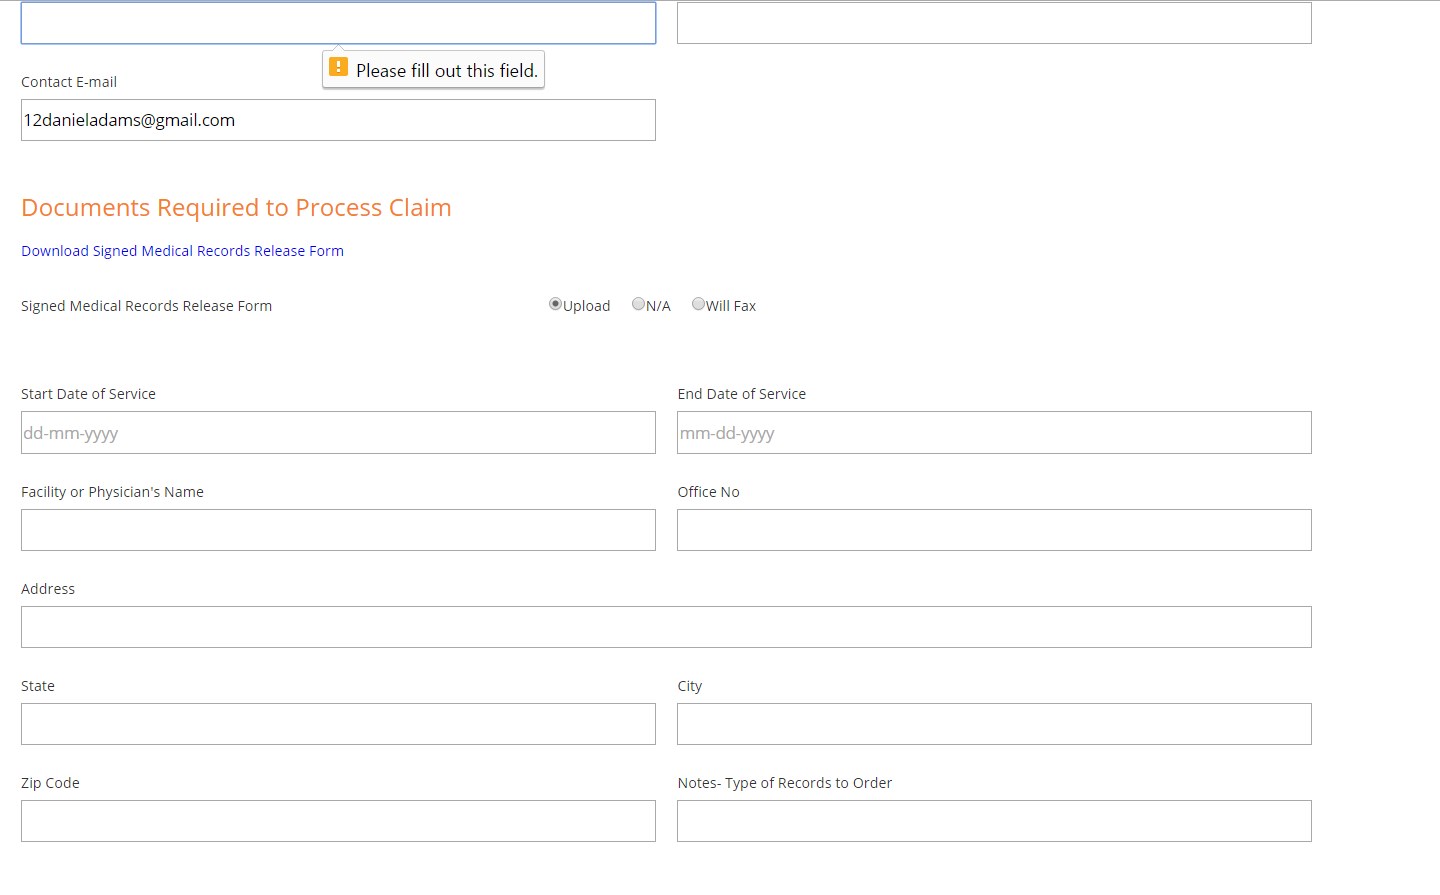 Please fill out this field.
Contact E-mail
12danieladams@gmail.com
Documents Required to Process Claim
Download Signed Medical Records Release Form
Signed Medical Records Release Form Upload N/A Will Fax
Start Date of Service End Date of Service
dd-mm-yyyy mm-dd-yyyy
Facility or Physician's Name Office No
Address
State City
Zip Code Notes- Type of Records to Order